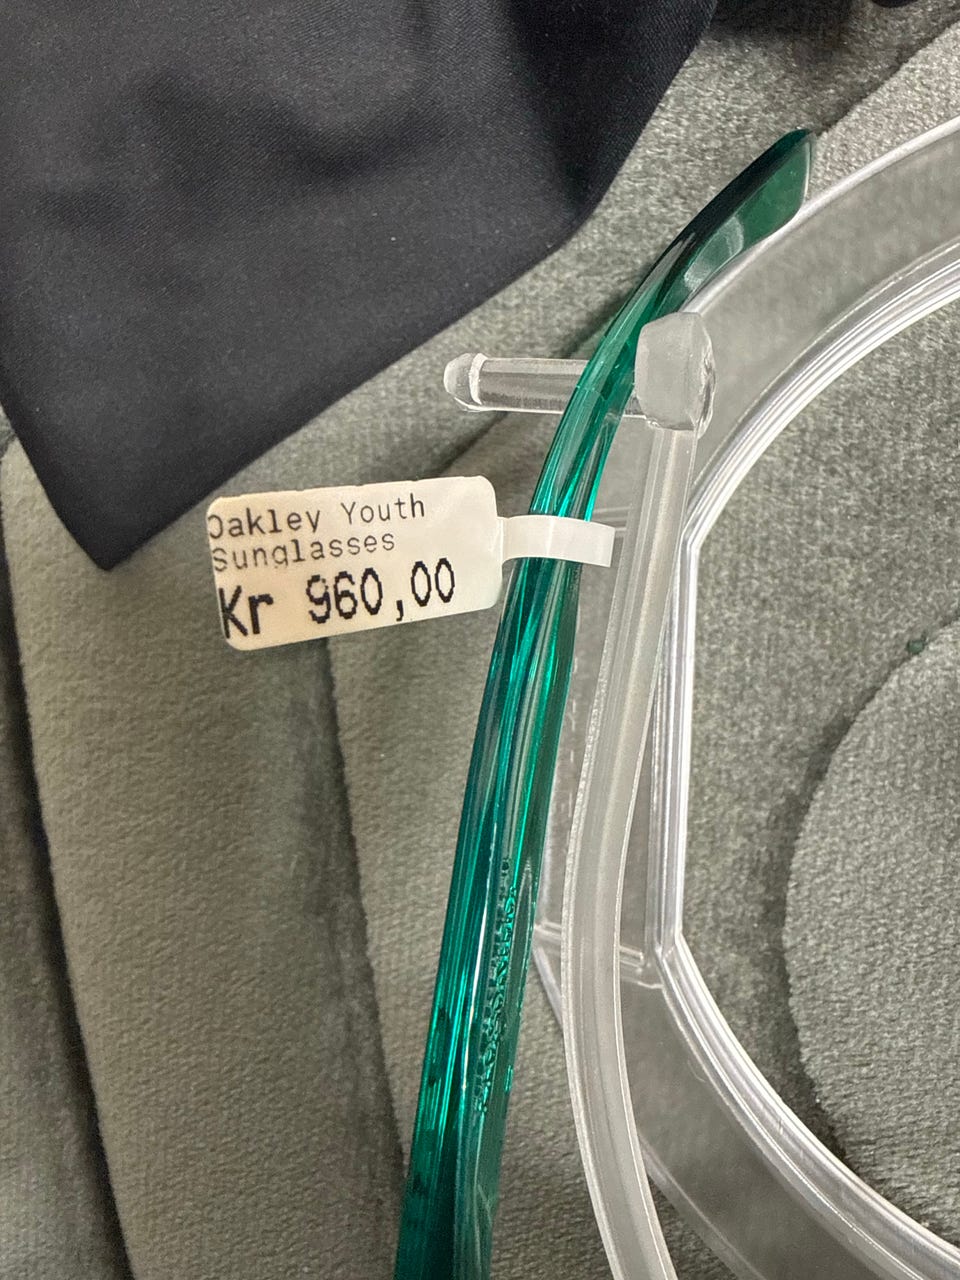 Oakley Youth
Sunglasses
Kr 960,00